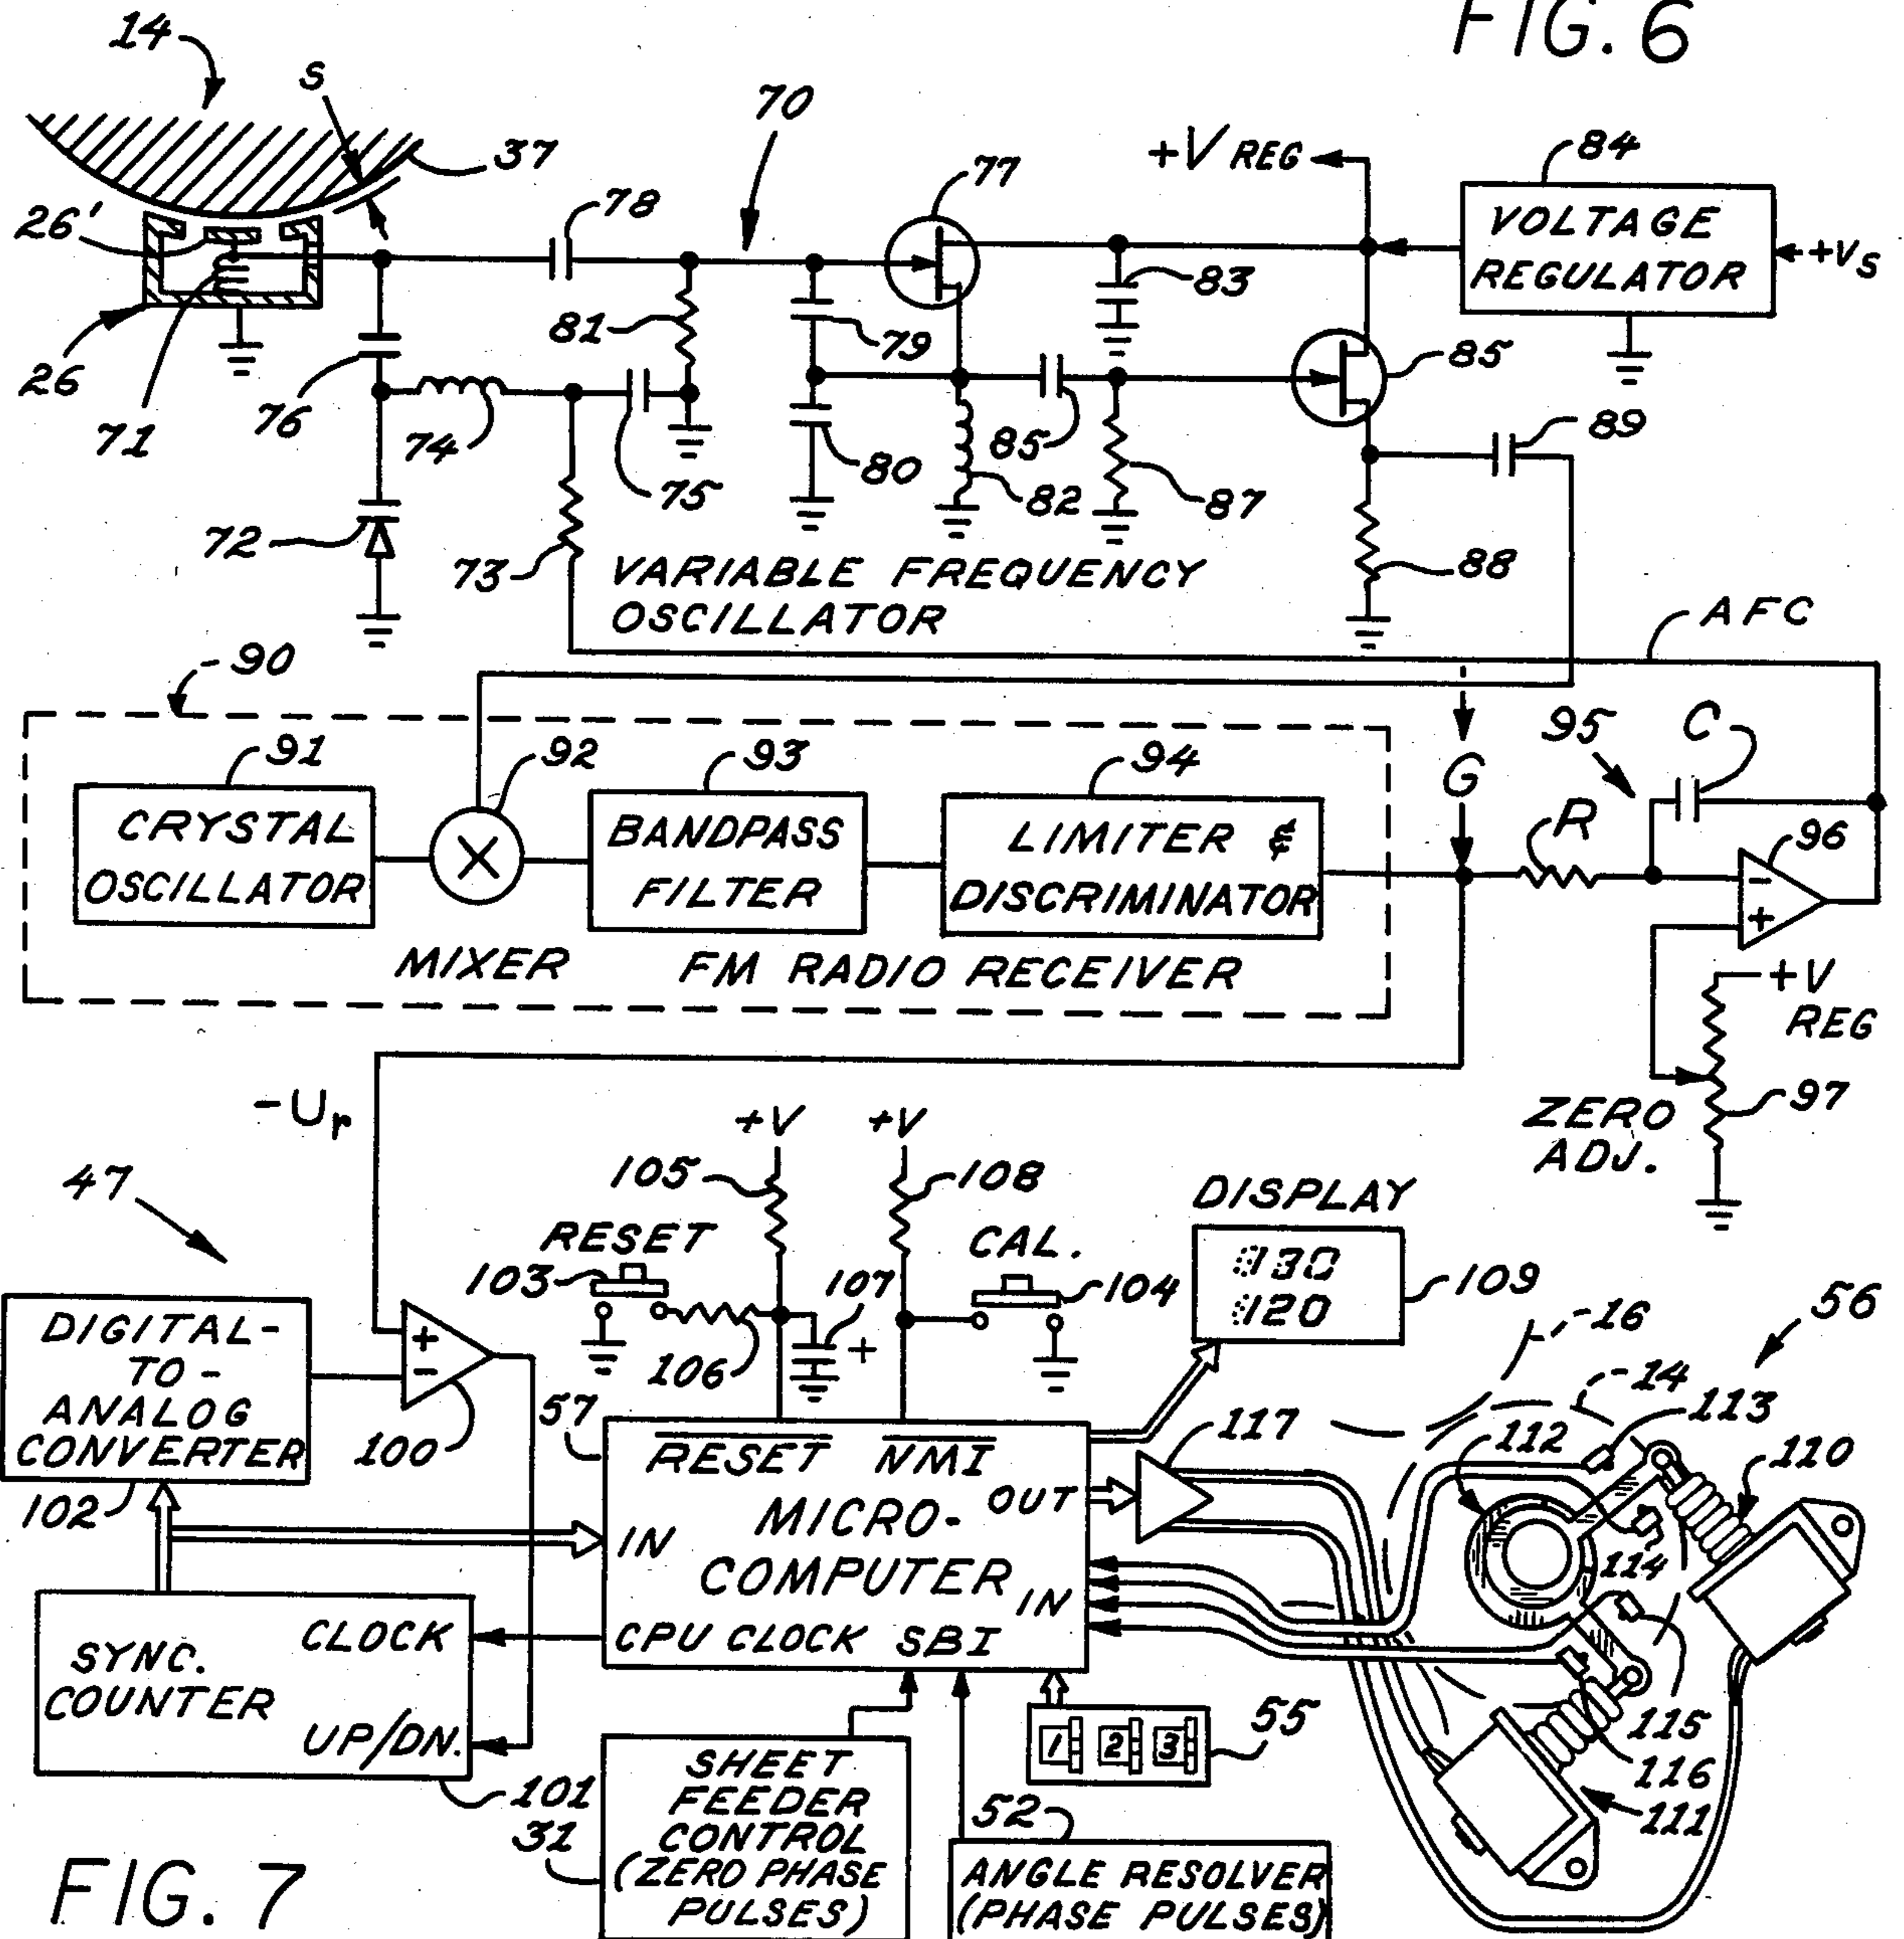 FIG. 6
14
S
37
26'
26
71
76
72
74
73
75
78
81
70
79
80
77
82
83
85
87
+V REG
84
VOLTAGE
REGULATOR
+VS
85
89
88
VARIABLE FREQUENCY
OSCILLATOR
AFC
90
91
CRYSTAL
OSCILLATOR
92
93
BANDPASS
FILTER
94
LIMITER &
DISCRIMINATOR
MIXER
FM RADIO RECEIVER
G
R
95
C
96
-
+
+V
REG
97
ZERO
ADJ.
-Ur
47
DIGITAL-
TO-
ANALOG
CONVERTER
102
+
-
100
+V
+V
105
108
RESET
103
106
107
+
CAL.
104
DISPLAY
130
120
109
57
RESET
NMI
OUT
IN
MICRO-
COMPUTER
IN
CPU CLOCK
SBI
117
SYNC.
COUNTER
CLOCK
UP/DN.
101
31
SHEET
FEEDER
CONTROL
(ZERO PHASE
PULSES)
52
ANGLE RESOLVER
(PHASE PULSES)
1 2 3
55
16
14
56
112
113
110
114
115
116
111
FIG. 7